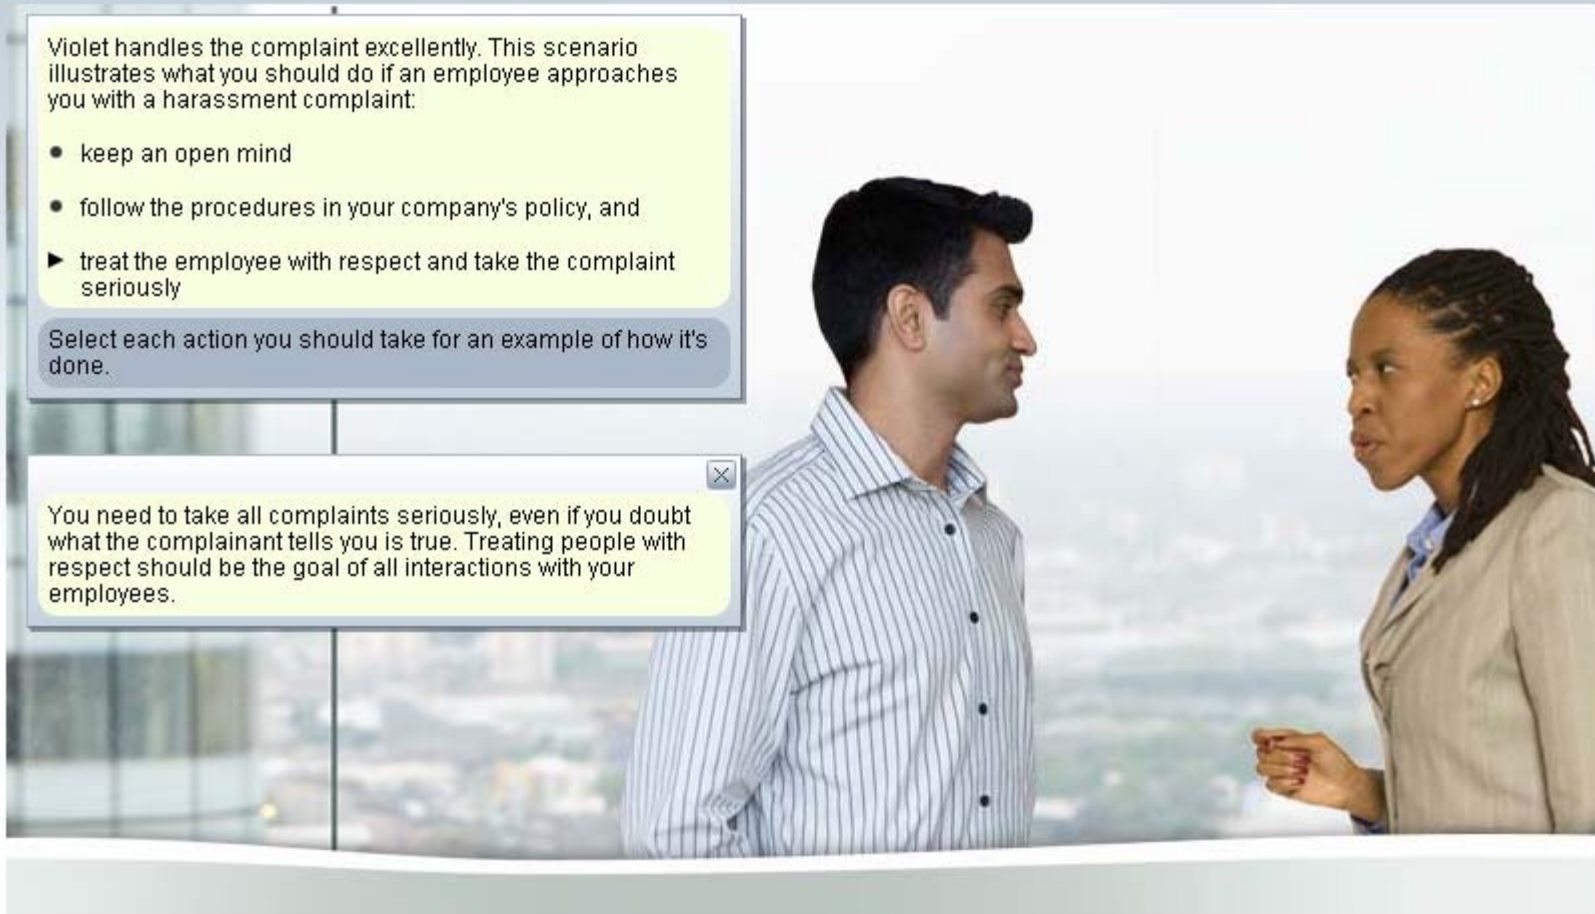 Violet handles the complaint excellently. This scenario
illustrates what you should do if an employee approaches
you with a harassment complaint:
• keep an open mind
• follow the procedures in your company's policy, and
► treat the employee with respect and take the complaint
seriously
Select each action you should take for an example of how it's
done.
You need to take all complaints seriously, even if you doubt
what the complainant tells you is true. Treating people with
respect should be the goal of all interactions with your
employees.